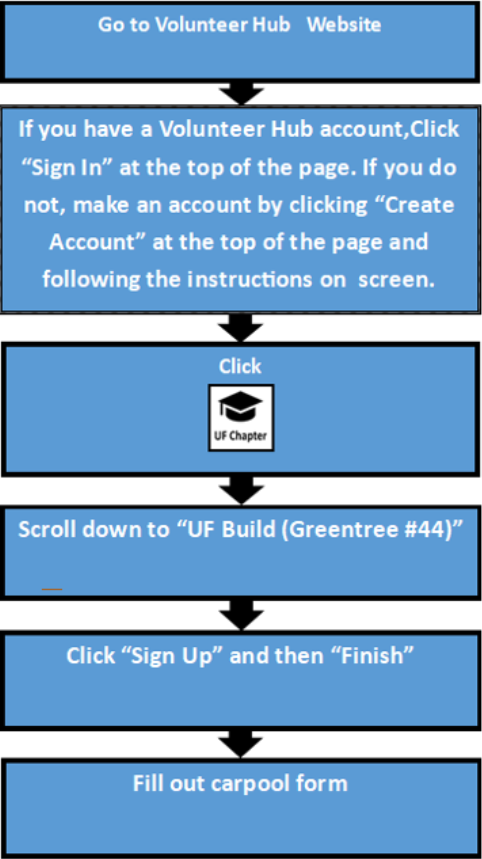 Go to Volunteer Hub Website
If you have a Volunteer Hub account,Click
“Sign In” at the top of the page. If you do
not, make an account by clicking “Create
Account” at the top of the page and
following the instructions on screen.
Click
UF Chapter
Scroll down to “UF Build (Greentree #44)”
Click “Sign Up” and then “Finish”
Fill out carpool form